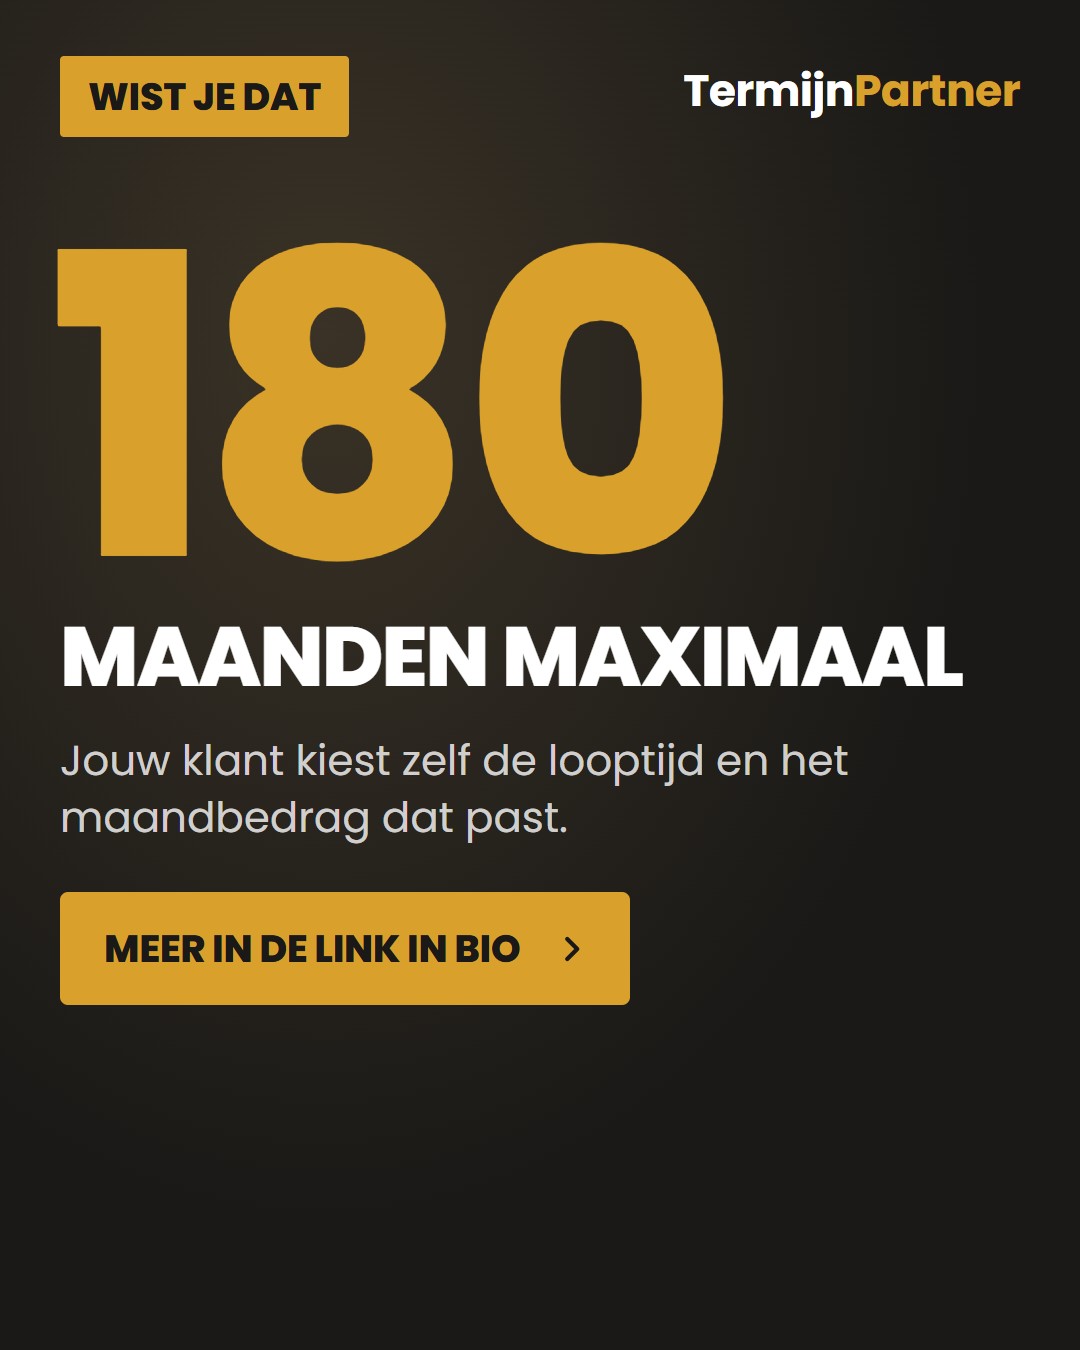 WIST JE DAT
TermijnPartner
180
MAANDEN MAXIMAAL
Jouw klant kiest zelf de looptijd en het
maandbedrag dat past.
MEER IN DE LINK IN BIO